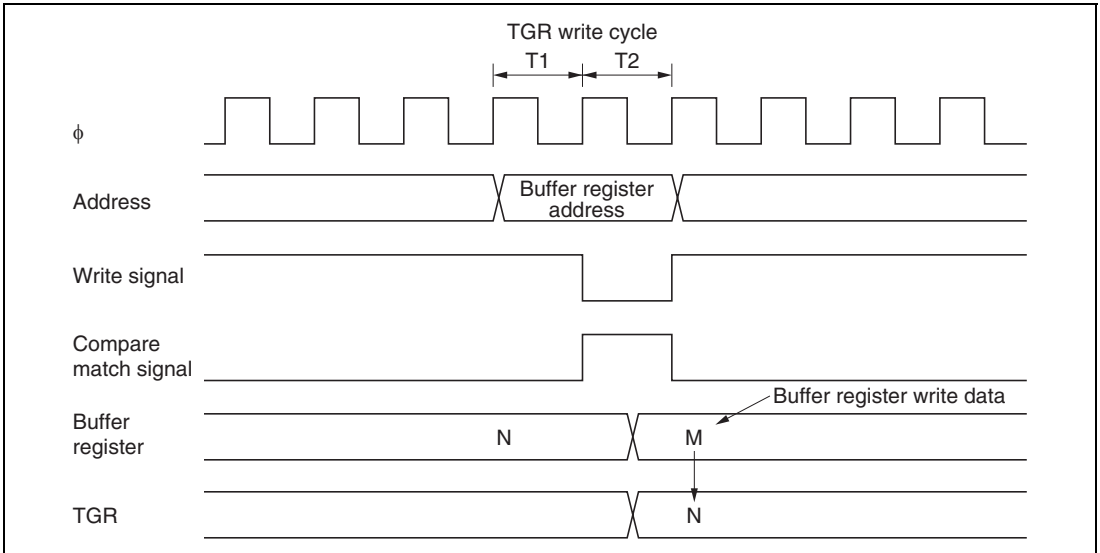 TGR write cycle
T1 T2
φ
Address
Buffer register
address
Write signal
Compare
match signal
Buffer register write data
Buffer
register
N M
TGR
N